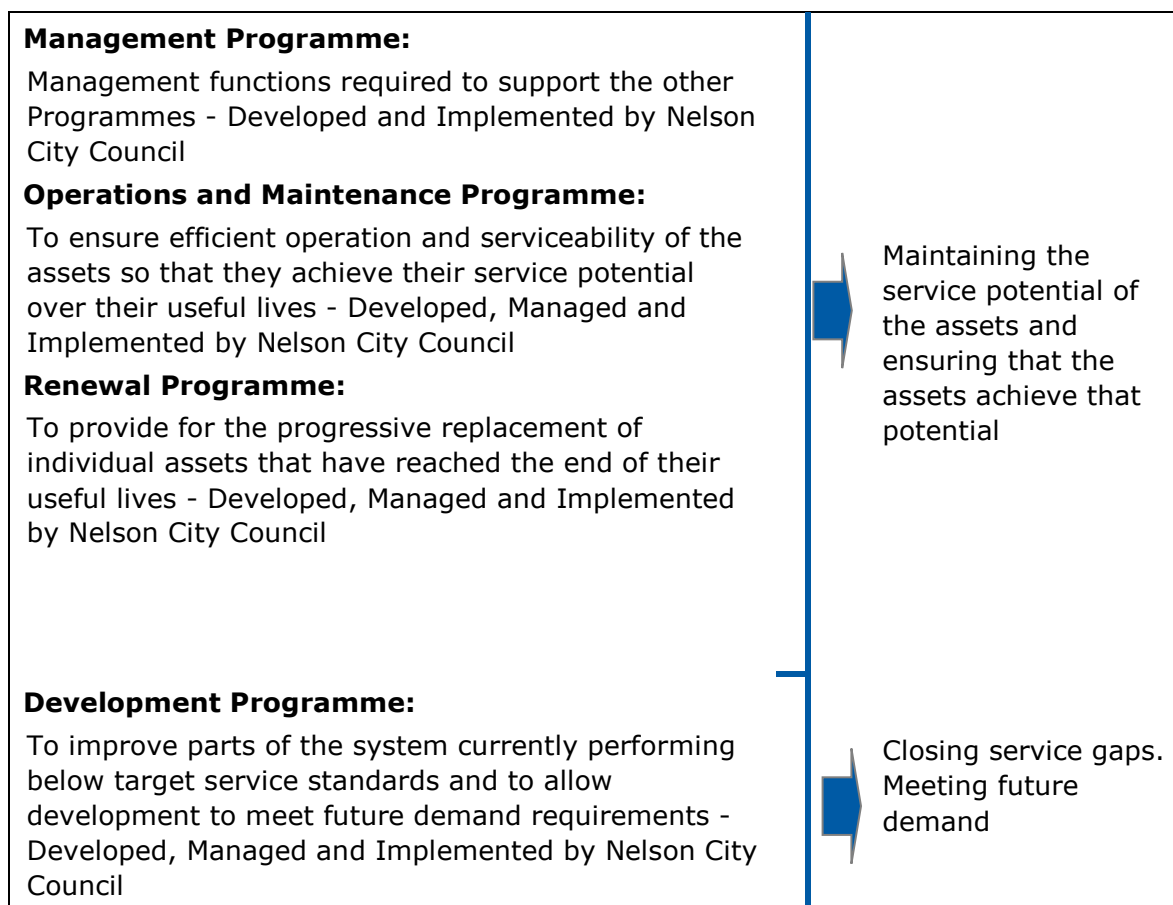 Management Programme:
Management functions required to support the other
Programmes - Developed and Implemented by Nelson
City Council
Operations and Maintenance Programme:
To ensure efficient operation and serviceability of the
assets so that they achieve their service potential
over their useful lives - Developed, Managed and
Implemented by Nelson City Council
Renewal Programme:
To provide for the progressive replacement of
individual assets that have reached the end of their
useful lives - Developed, Managed and Implemented
by Nelson City Council
Maintaining the
service potential of
the assets and
ensuring that the
assets achieve that
potential
Development Programme:
To improve parts of the system currently performing
below target service standards and to allow
development to meet future demand requirements -
Developed, Managed and Implemented by Nelson City
Council
Closing service gaps.
Meeting future
demand